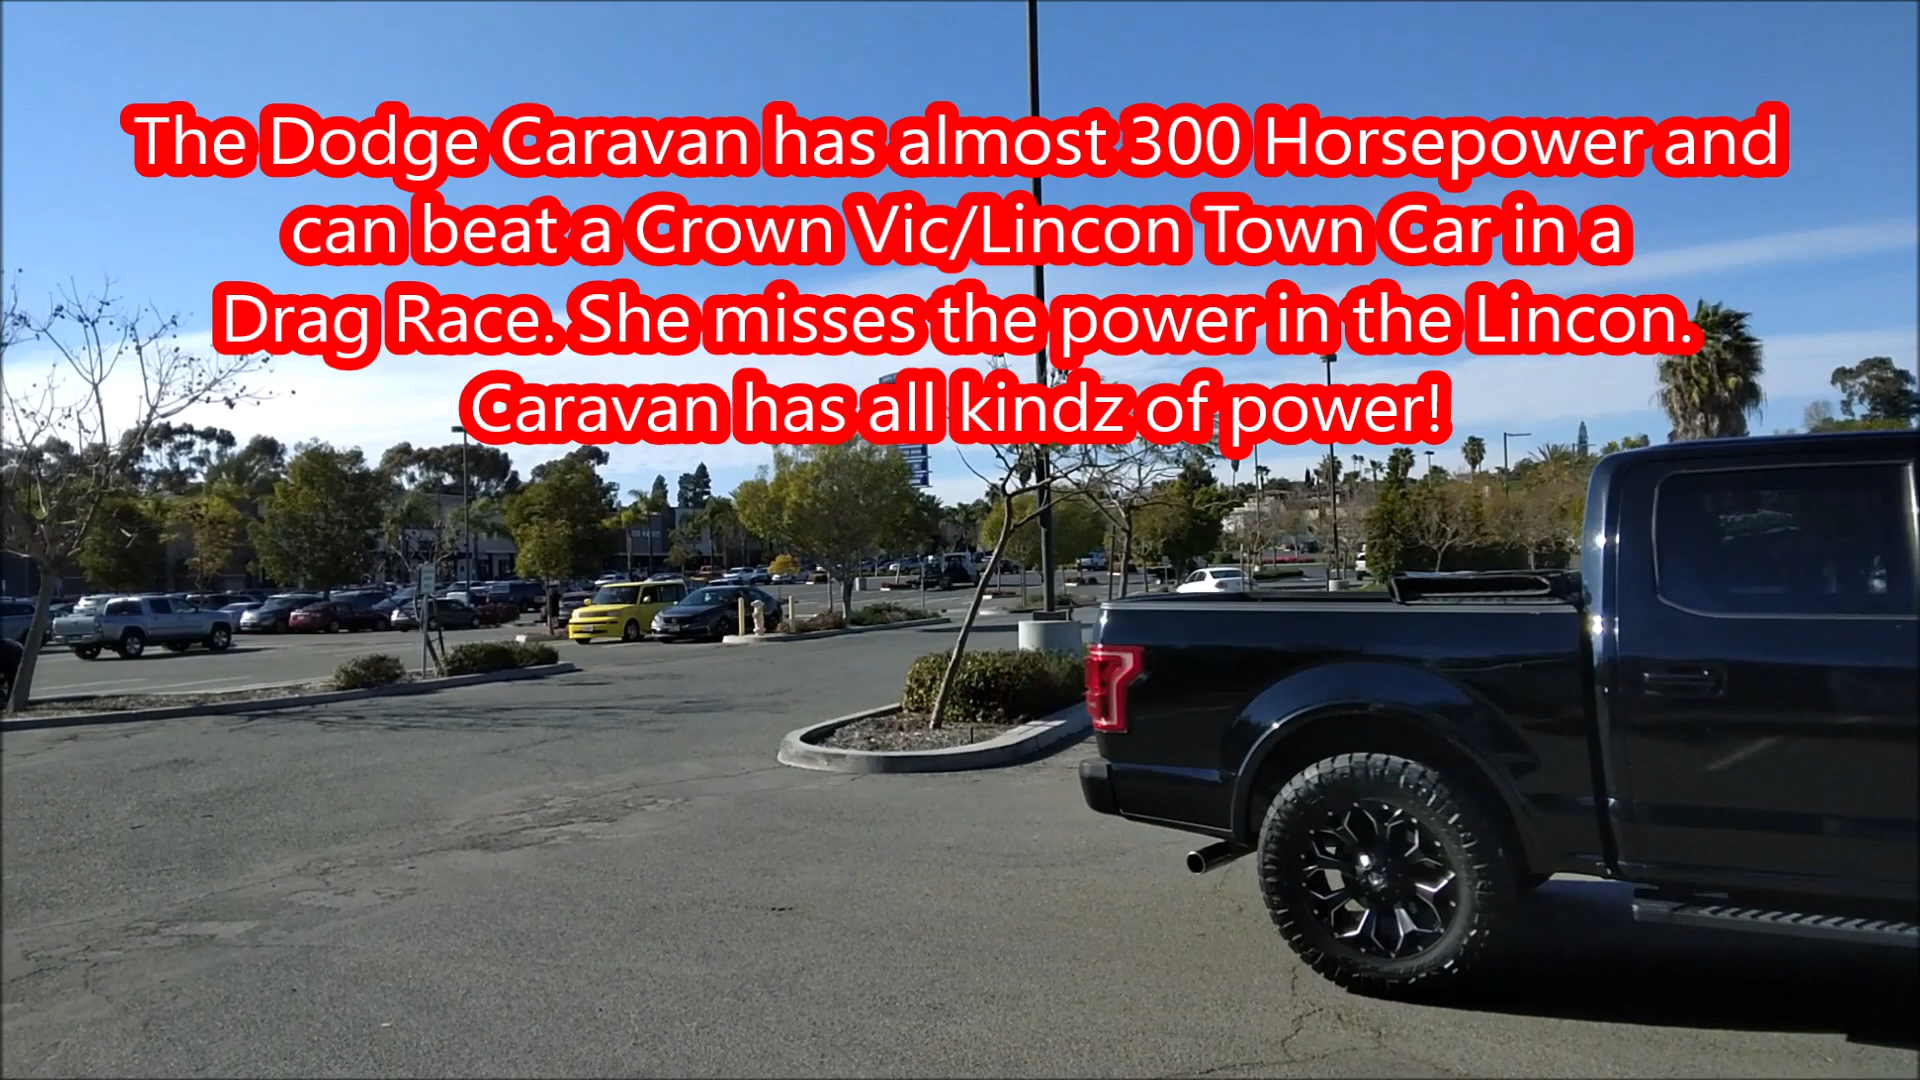 The Dodge Caravan has almost 300 Horsepower and
can beat a Crown Vic/Lincon Town Car in a
Drag Race. She misses the power in the Lincon.
Caravan has all kindz of power!